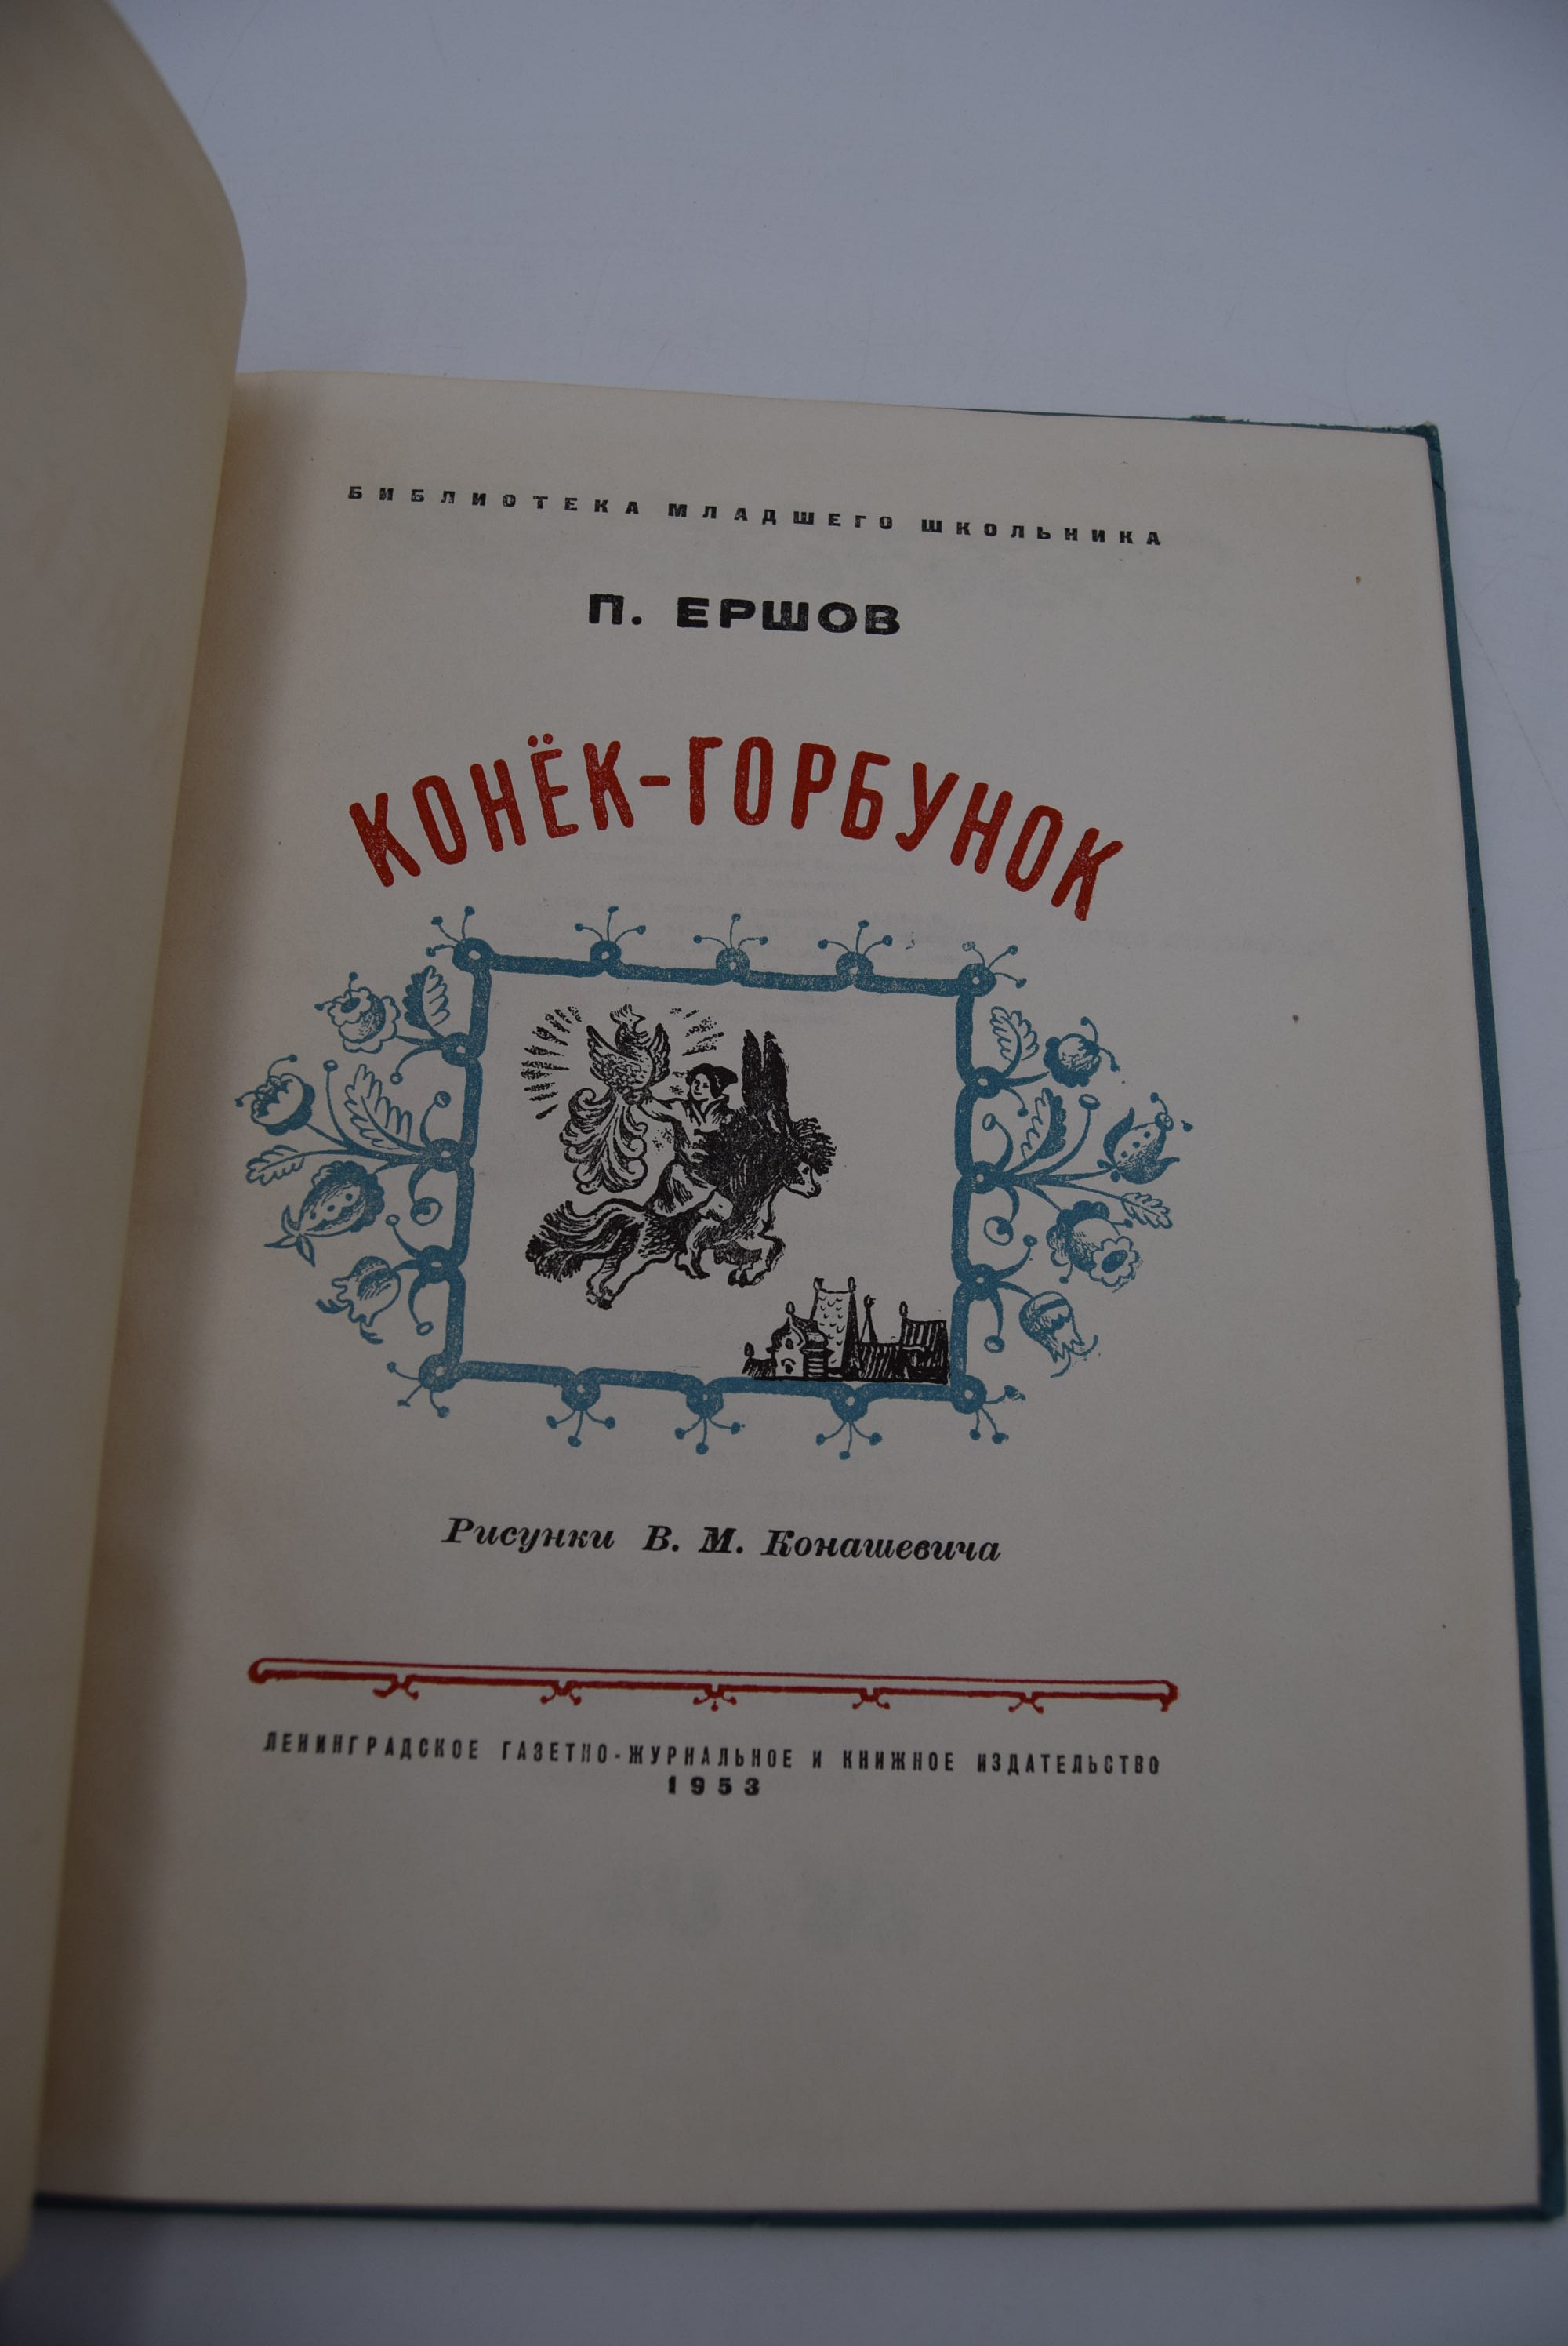 БИБЛИОТЕКА МЛАДШЕГО ШКОЛЬНИКА
П. ЕРШОВ
КОНЁК-ГОРБУНОК
Рисунки В. М. Конашевича
ЛЕНИНГРАДСКОЕ ГАЗЕТНО-ЖУРНАЛЬНОЕ И КНИЖНОЕ ИЗДАТЕЛЬСТВО
1953